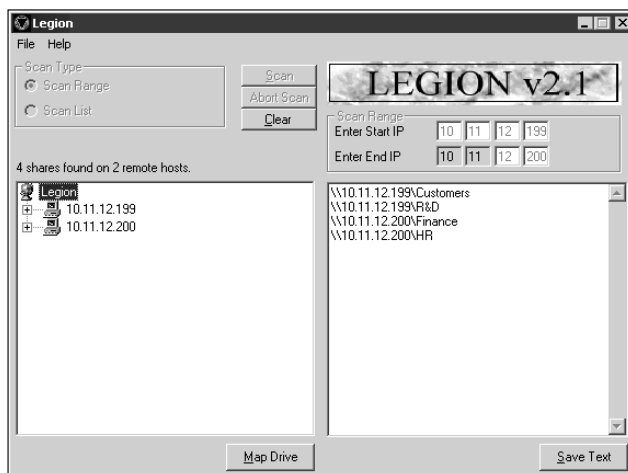 Legion
File Help
Scan Type
Scan Range
Scan List
Scan
Abort Scan
Clear
LEGION v2.1
Scan Range
Enter Start IP 10 11 12 199
Enter End IP 10 11 12 200
4 shares found on 2 remote hosts.
Legion
10.11.12.199
10.11.12.200
\\10.11.12.199\Customers
\\10.11.12.199\R&D
\\10.11.12.200\Finance
\\10.11.12.200\HR
Map Drive
Save Text